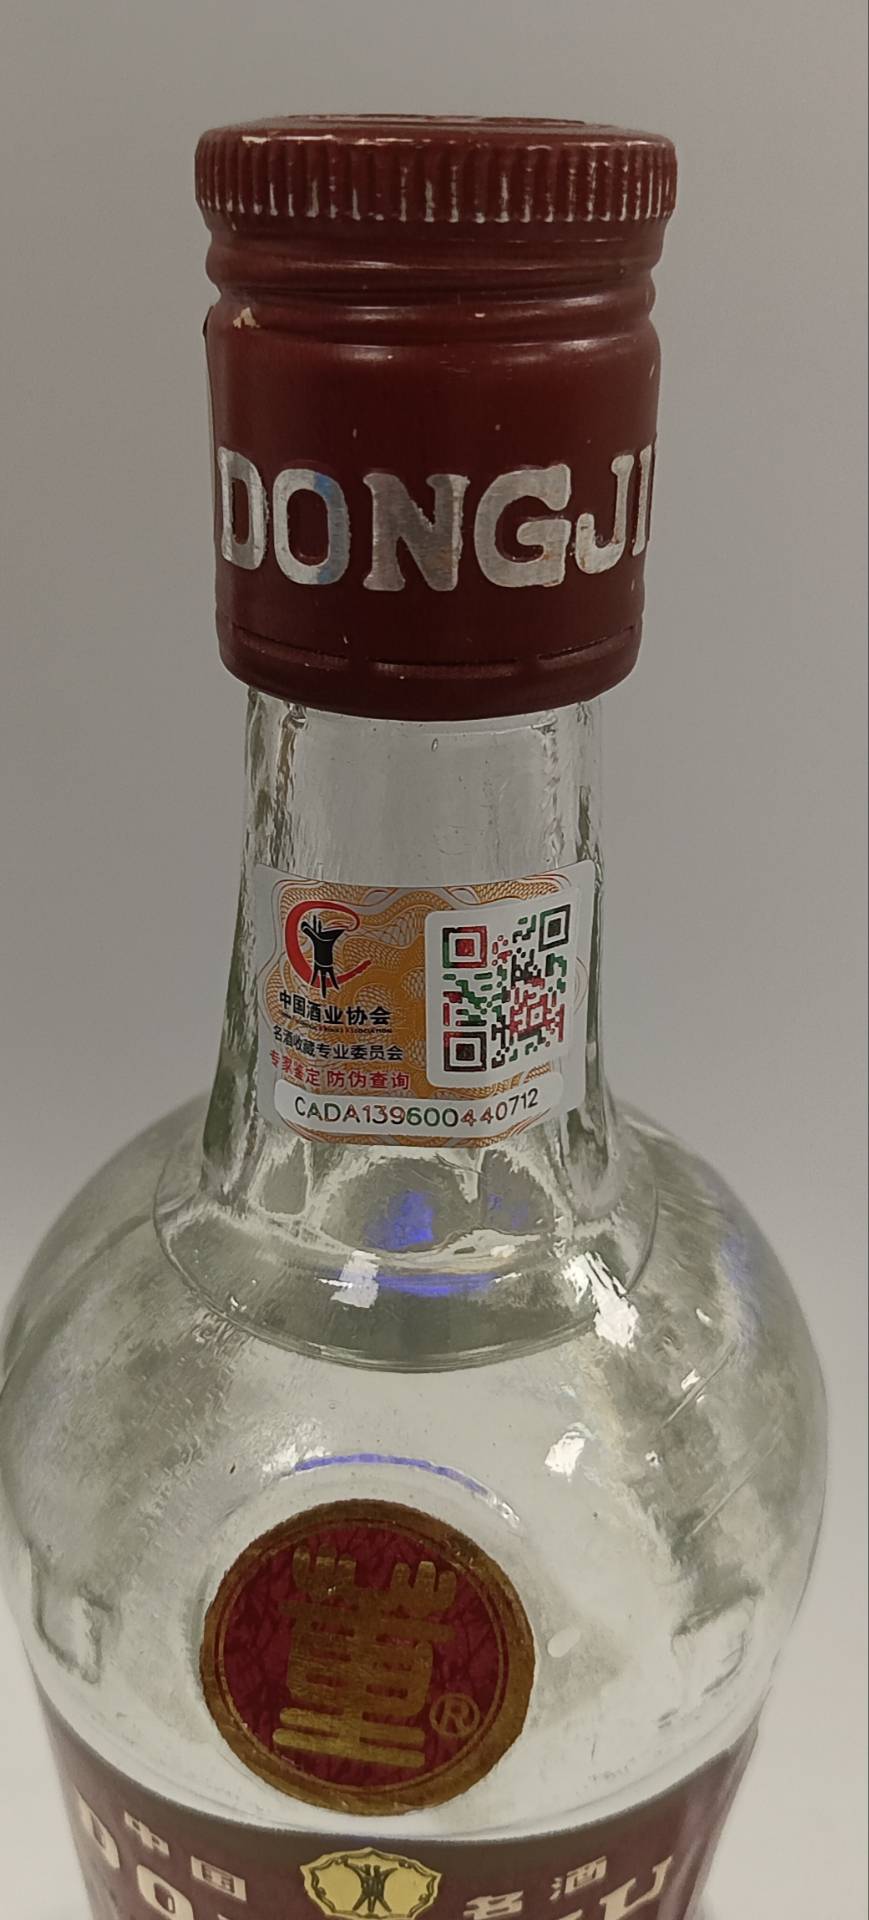 DONGJI
中国酒业协会
名酒收藏专业委员会
专家鉴定 防伪查询
CADA139600440712
董
®
中国
名酒